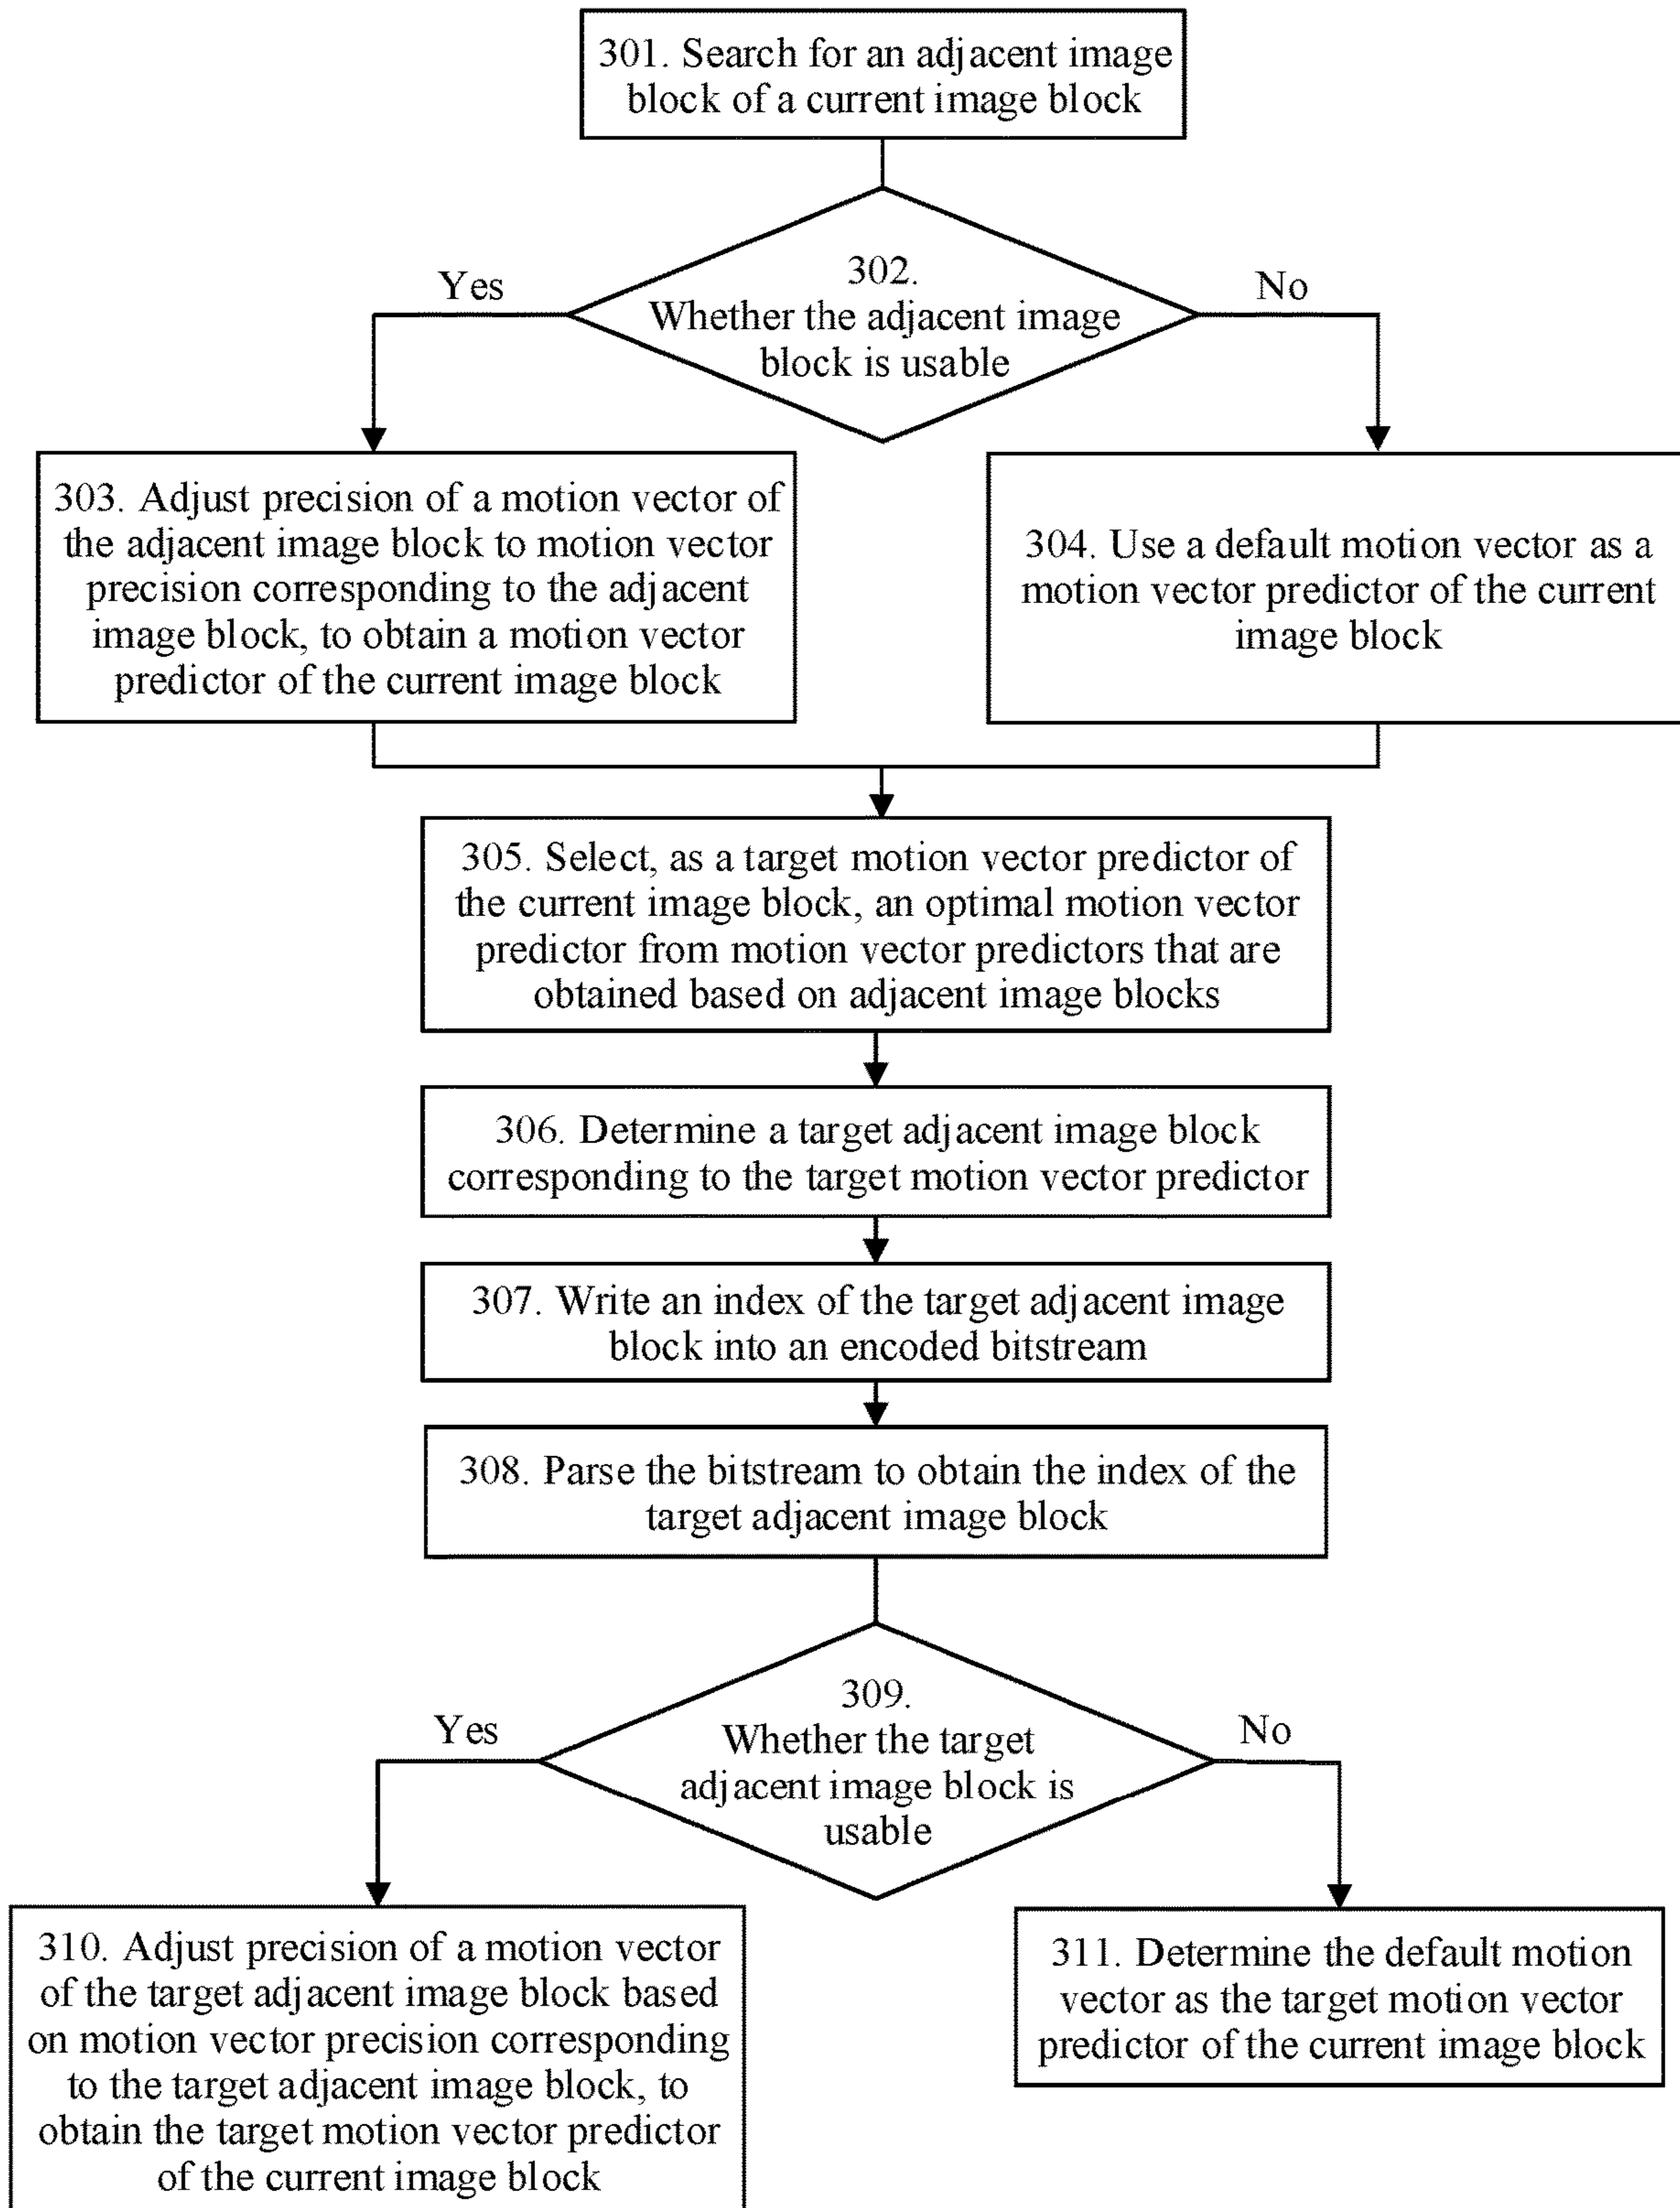 301. Search for an adjacent image
block of a current image block
302.
Whether the adjacent image
block is usable
Yes
No
303. Adjust precision of a motion vector of
the adjacent image block to motion vector
precision corresponding to the adjacent
image block, to obtain a motion vector
predictor of the current image block
304. Use a default motion vector as a
motion vector predictor of the current
image block
305. Select, as a target motion vector predictor of
the current image block, an optimal motion vector
predictor from motion vector predictors that are
obtained based on adjacent image blocks
306. Determine a target adjacent image block
corresponding to the target motion vector predictor
307. Write an index of the target adjacent image
block into an encoded bitstream
308. Parse the bitstream to obtain the index of the
target adjacent image block
309.
Whether the target
adjacent image block is
usable
Yes
No
310. Adjust precision of a motion vector
of the target adjacent image block based
on motion vector precision corresponding
to the target adjacent image block, to
obtain the target motion vector predictor
of the current image block
311. Determine the default motion
vector as the target motion vector
predictor of the current image block